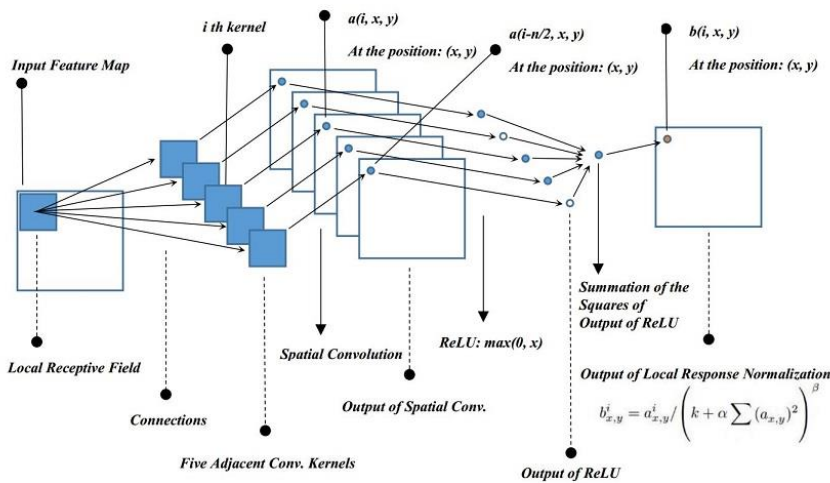 i th kernel
a(i, x, y)
At the position: (x, y)
a(i-n/2, x, y)
At the position: (x, y)
b(i, x, y)
At the position: (x, y)
Input Feature Map
Local Receptive Field
Connections
Five Adjacent Conv. Kernels
Spatial Convolution
Output of Spatial Conv.
ReLU: max(0, x)
Output of ReLU
Summation of the
Squares of
Output of ReLU
Output of Local Response Normalization
b^i_{x,y} = a^i_{x,y} / (k + α ∑ (a_{x,y})^2)^β